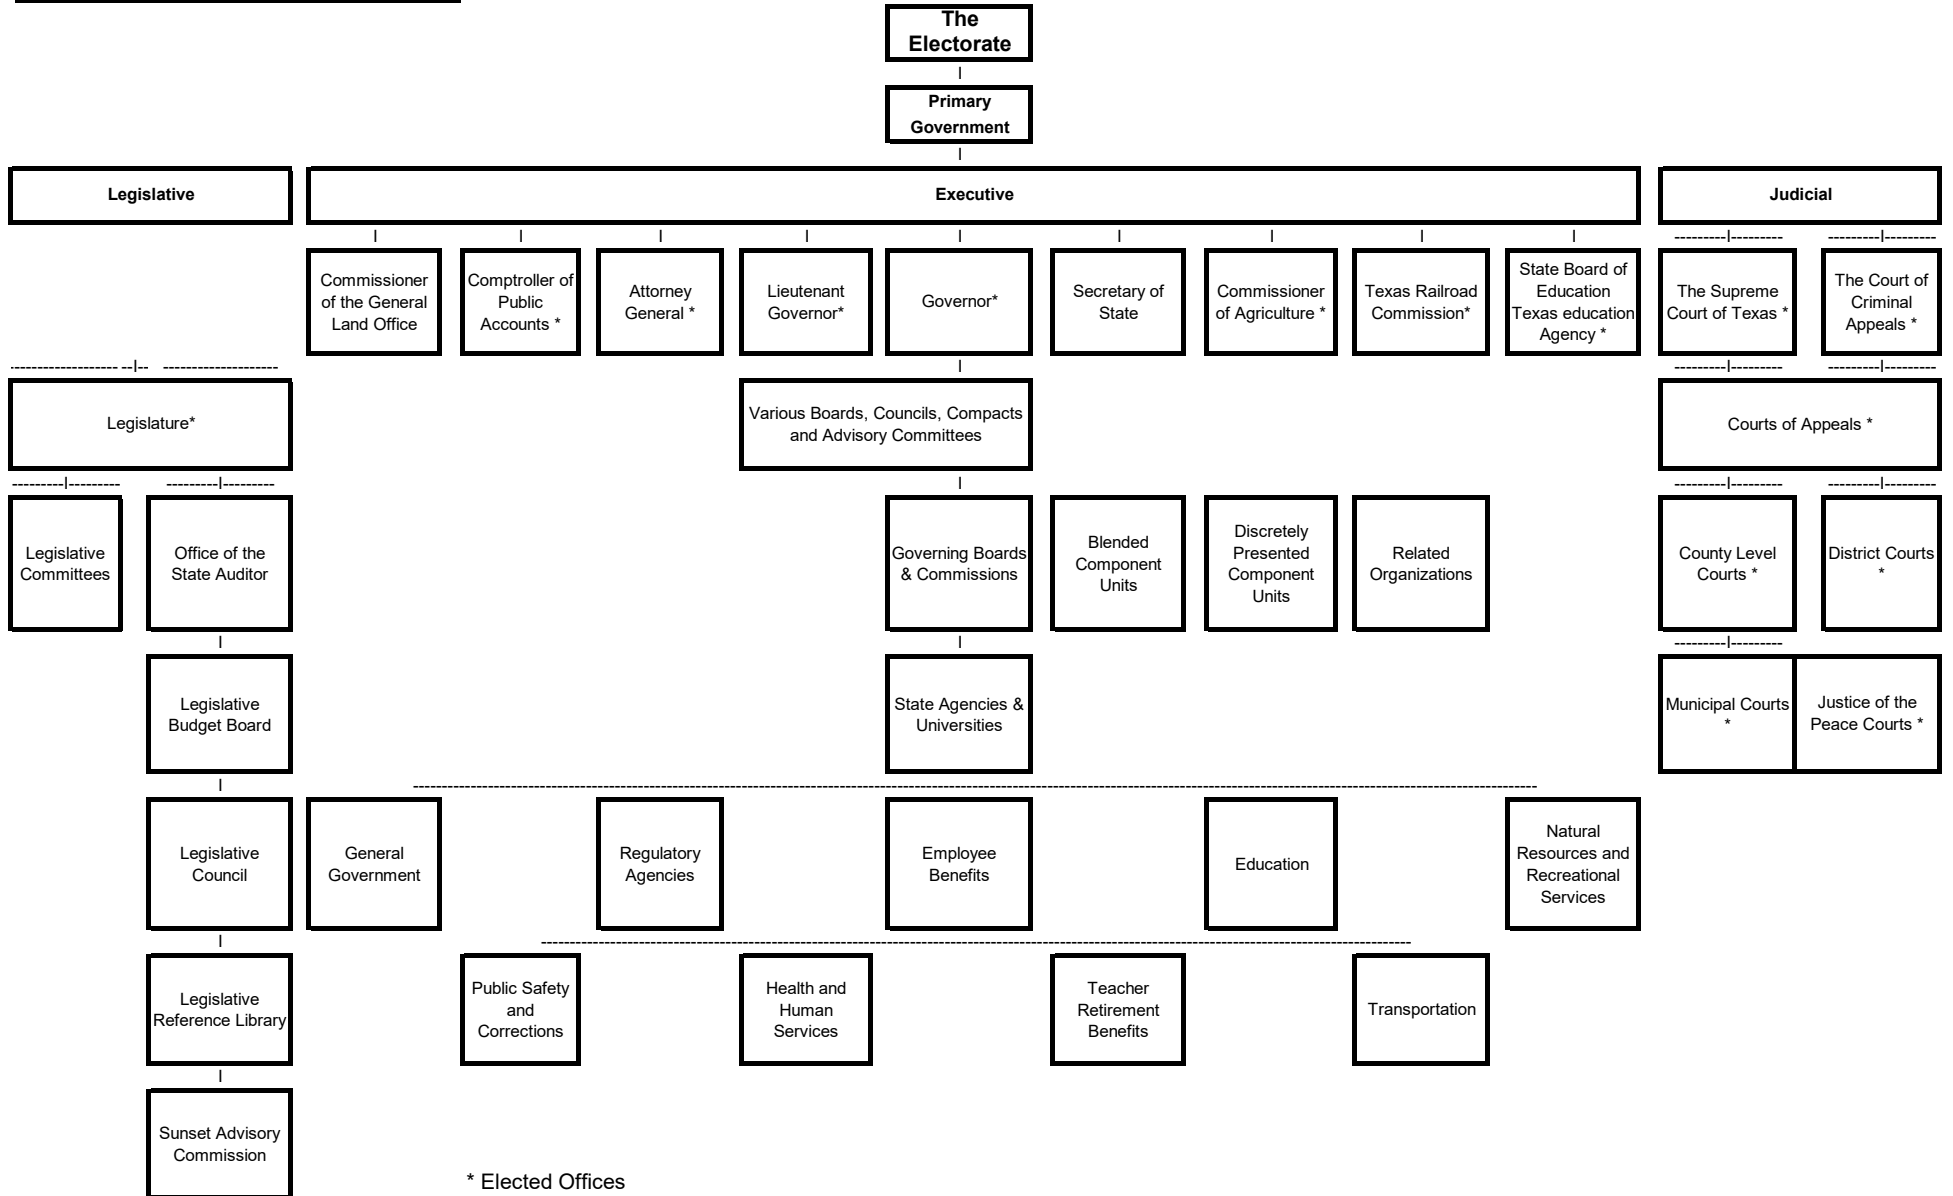 The
Electorate
Primary
Government
Legislative
Executive
Judicial
Commissioner
of the General
Land Office
Comptroller of
Public
Accounts *
Attorney
General *
Lieutenant
Governor*
Governor*
Secretary of
State
Commissioner
of Agriculture *
Texas Railroad
Commission*
State Board of
Education
Texas education
Agency *
The Supreme
Court of Texas *
The Court of
Criminal
Appeals *
Legislature*
Various Boards, Councils, Compacts
and Advisory Committees
Courts of Appeals *
Legislative
Committees
Office of the
State Auditor
Governing Boards
& Commissions
Blended
Component
Units
Discretely
Presented
Component
Units
Related
Organizations
County Level
Courts *
District Courts
*
Legislative
Budget Board
State Agencies &
Universities
Municipal Courts
*
Justice of the
Peace Courts *
Legislative
Council
General
Government
Regulatory
Agencies
Employee
Benefits
Education
Natural
Resources and
Recreational
Services
Legislative
Reference Library
Public Safety
and
Corrections
Health and
Human
Services
Teacher
Retirement
Benefits
Transportation
Sunset Advisory
Commission
* Elected Offices